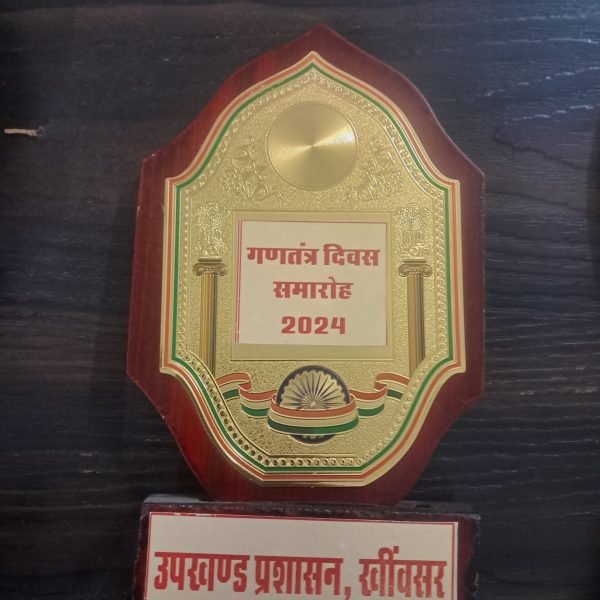 गणतंत्र दिवस
समारोह
2024
उपखण्ड प्रशासन, खींवसर